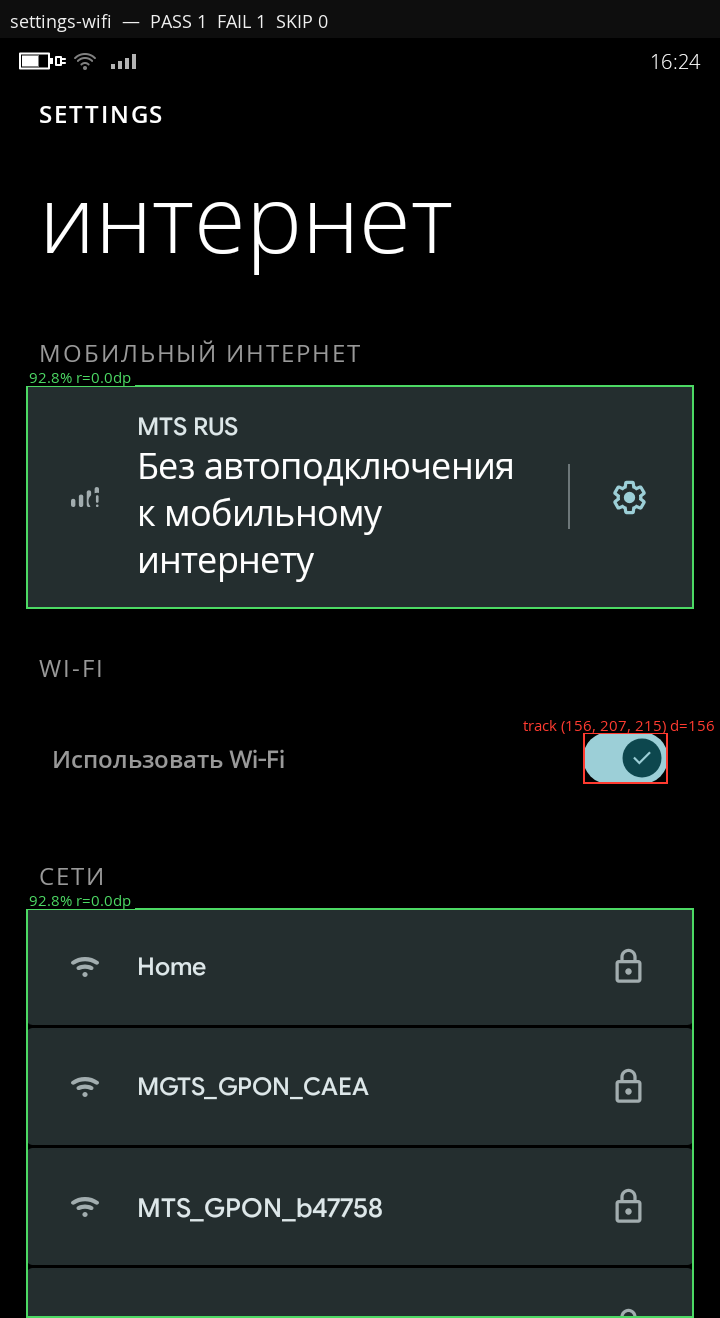 settings-wifi — PASS 1 FAIL 1 SKIP 0
16:24
SETTINGS
интернет
МОБИЛЬНЫЙ ИНТЕРНЕТ
92.8% r=0.0dp
MTS RUS
Без автоподключения
к мобильному
интернету
WI-FI
track (156, 207, 215) d=156
Использовать Wi-Fi
СЕТИ
92.8% r=0.0dp
Home
MGTS_GPON_CAEA
MTS_GPON_b47758